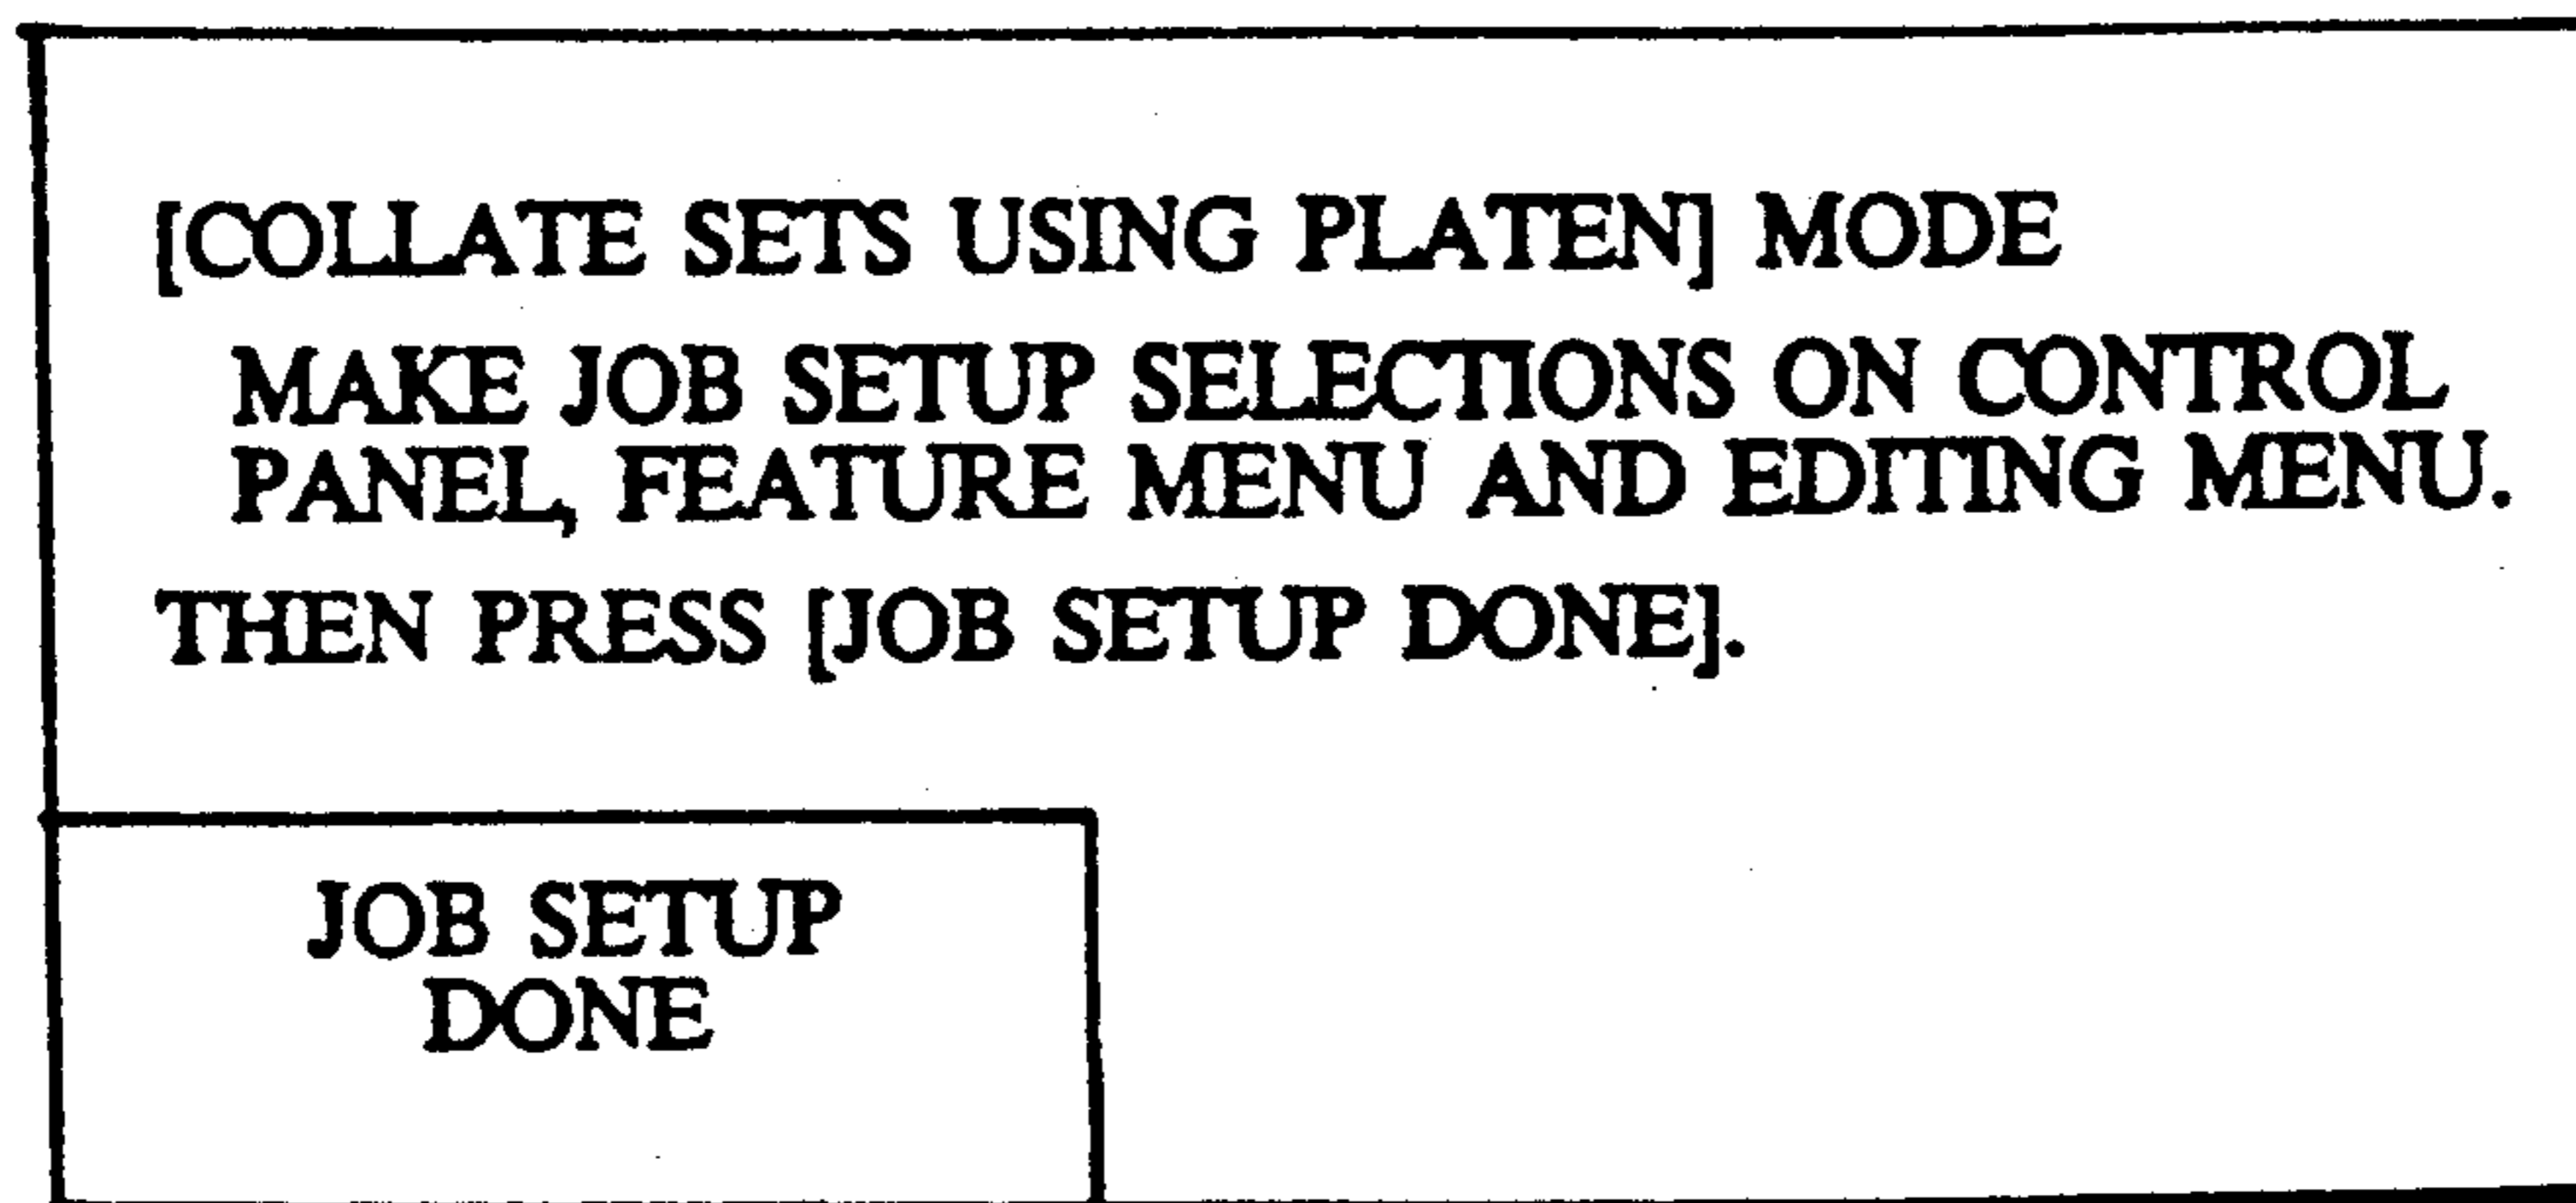 [COLLATE SETS USING PLATEN] MODE
MAKE JOB SETUP SELECTIONS ON CONTROL
PANEL, FEATURE MENU AND EDITING MENU.
THEN PRESS [JOB SETUP DONE].
JOB SETUP
DONE